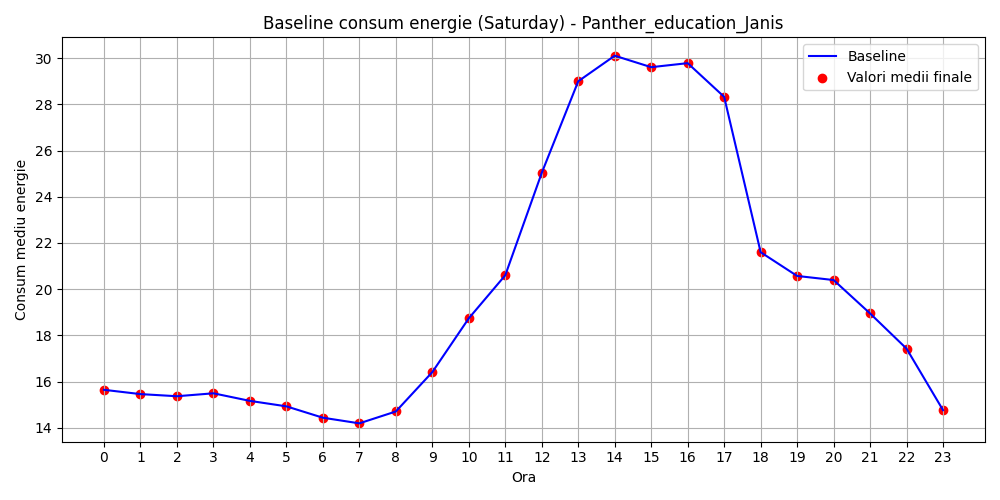 Baseline consum energie (Saturday) - Panther_education_Janis
Baseline
Valori medii finale
Consum mediu energie
30
28
26
24
22
20
18
16
14
0 1 2 3 4 5 6 7 8 9 10 11 12 13 14 15 16 17 18 19 20 21 22 23
Ora